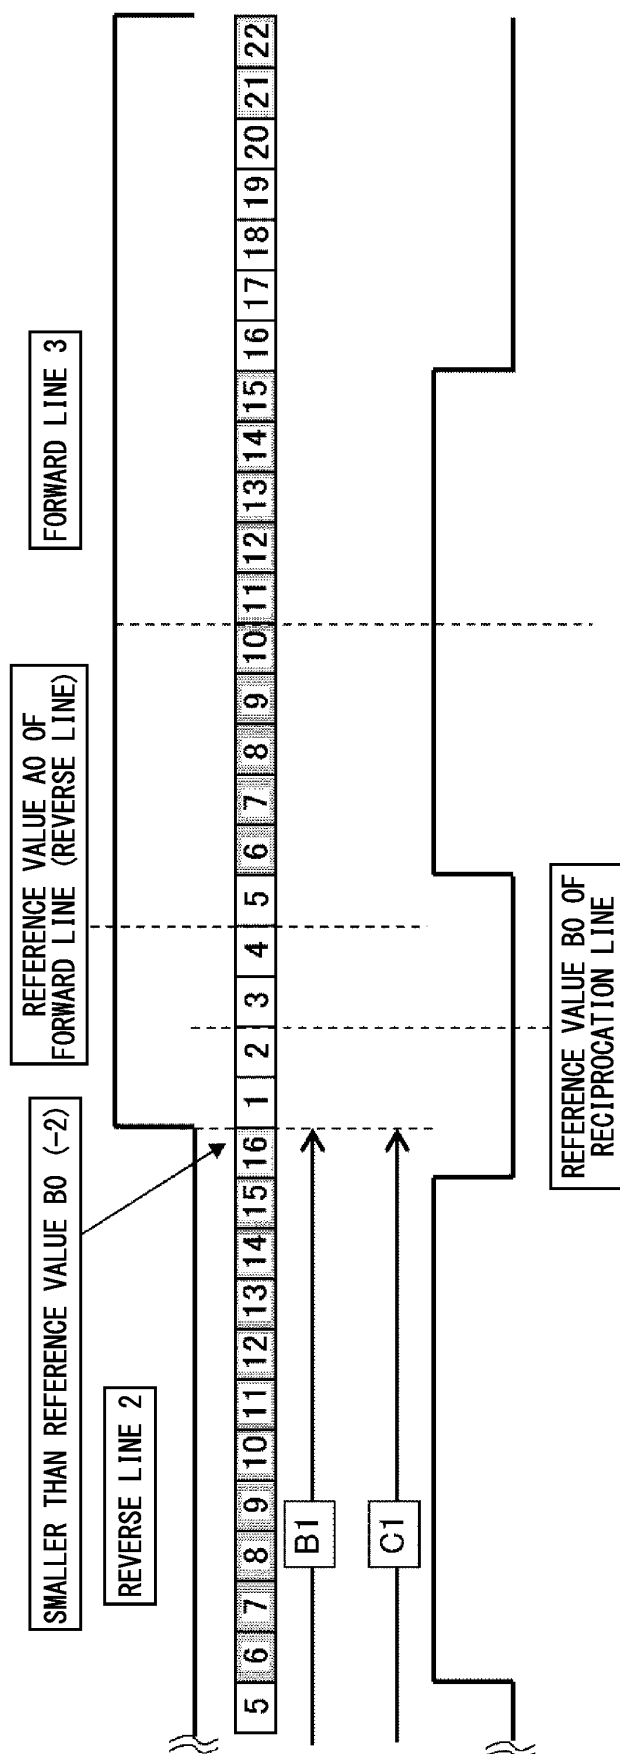 SMALLER THAN REFERENCE VALUE B0 (-2)
REFERENCE VALUE A0 OF
FORWARD LINE (REVERSE LINE)
FORWARD LINE 3
REVERSE LINE 2
5 6 7 8 9 10 11 12 13 14 15 16 1 2 3 4 5 6 7 8 9 10 11 12 13 14 15 16 17 18 19 20 21 22
B1
C1
REFERENCE VALUE B0 OF
RECIPROCATION LINE